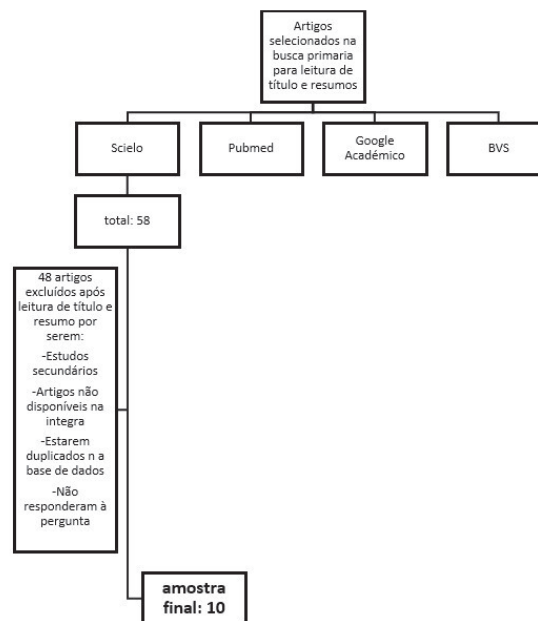 Artigos
selecionados na
busca primaria
para leitura de
título e resumos
Scielo
Pubmed
Google
Académico
BVS
total: 58
48 artigos
excluídos após
leitura de título e
resumo por
serem:
-Estudos
secundários
-Artigos não
disponíveis na
integra
-Estarem
duplicados n a
base de dados
-Não
responderam à
pergunta
amostra
final: 10